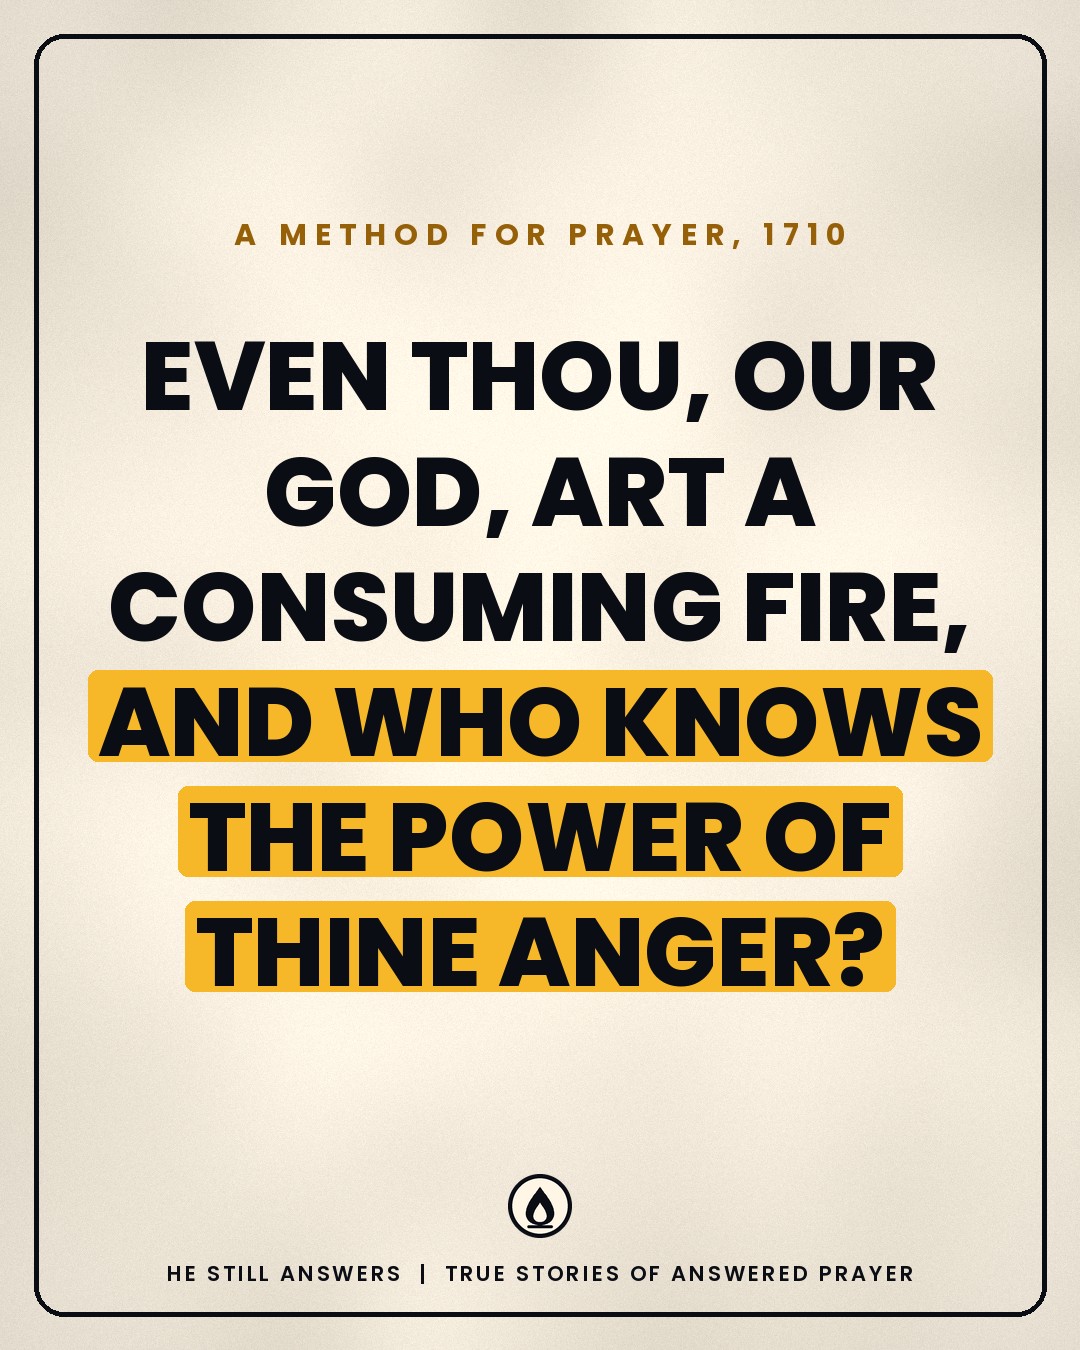 A METHOD FOR PRAYER, 1710
EVEN THOU, OUR
GOD, ART A
CONSUMING FIRE,
AND WHO KNOWS
THE POWER OF
THINE ANGER?
HE STILL ANSWERS | TRUE STORIES OF ANSWERED PRAYER